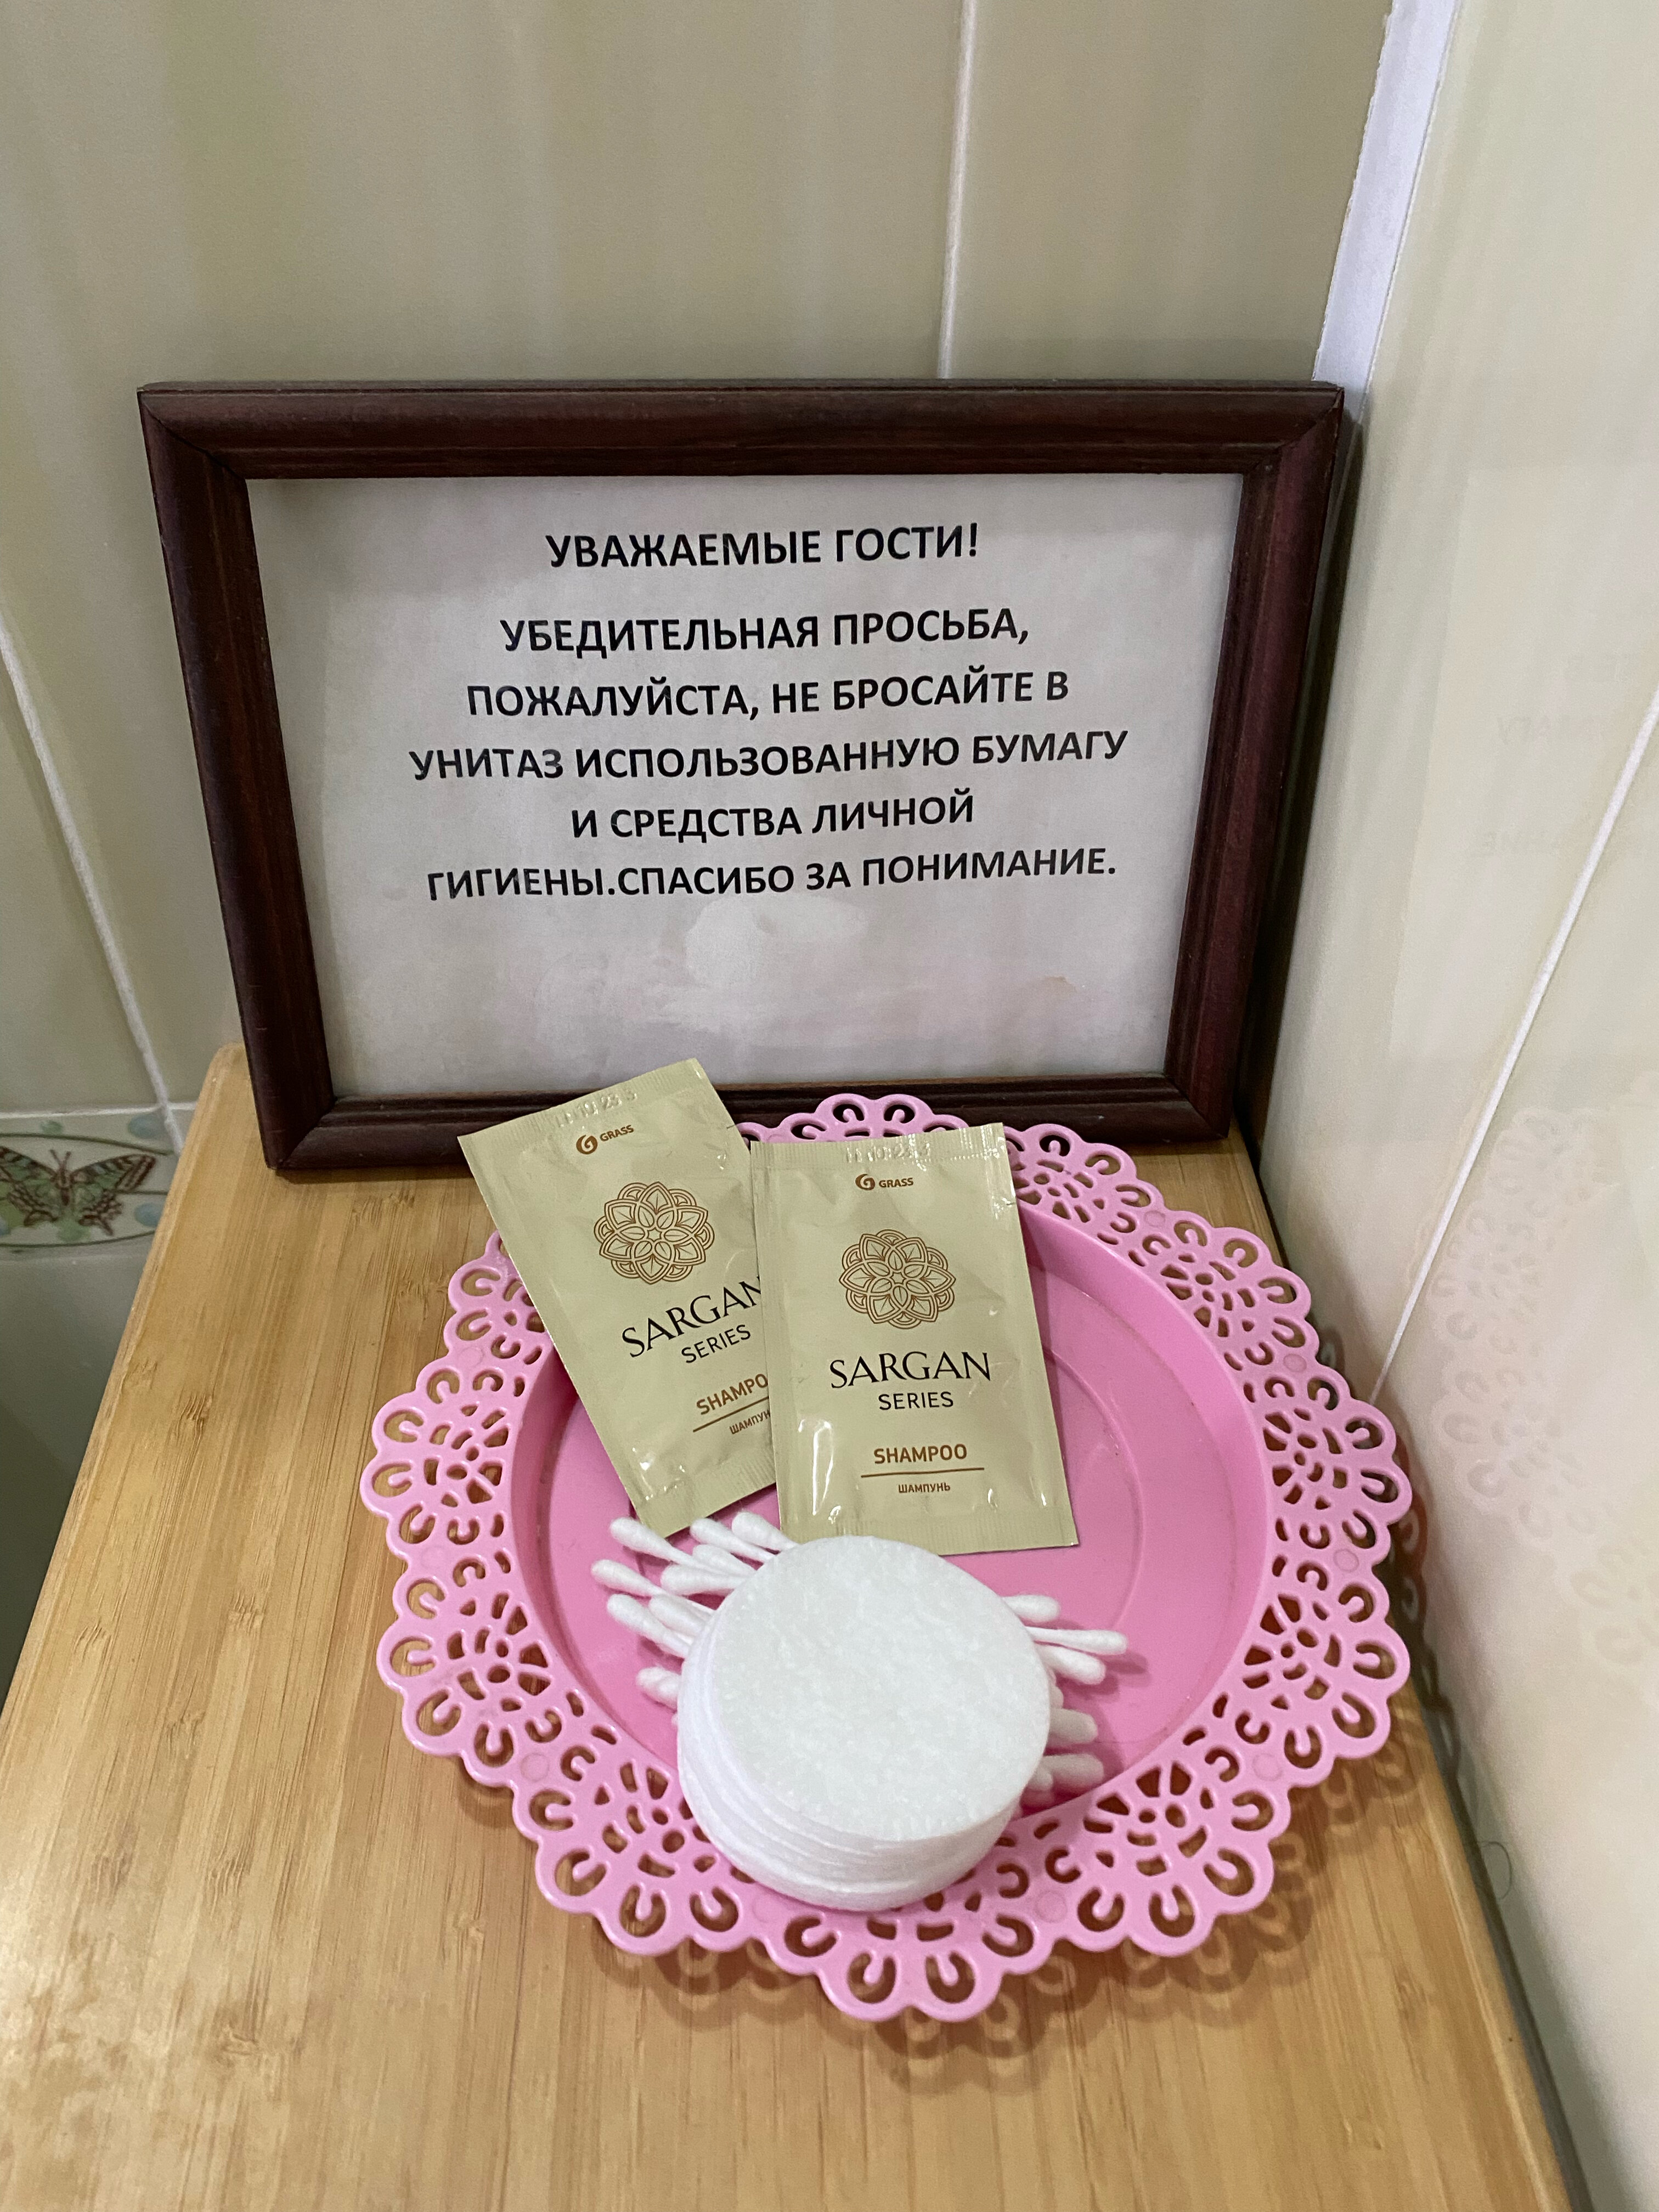 УВАЖАЕМЫЕ ГОСТИ!
УБЕДИТЕЛЬНАЯ ПРОСЬБА,
ПОЖАЛУЙСТА, НЕ БРОСАЙТЕ В
УНИТАЗ ИСПОЛЬЗОВАННУЮ БУМАГУ
И СРЕДСТВА ЛИЧНОЙ
ГИГИЕНЫ.СПАСИБО ЗА ПОНИМАНИЕ.
GRASS
SARGAN
SERIES
SHAMPO
ШАМПУНЬ
GRASS
SARGAN
SERIES
SHAMPOO
ШАМПУНЬ